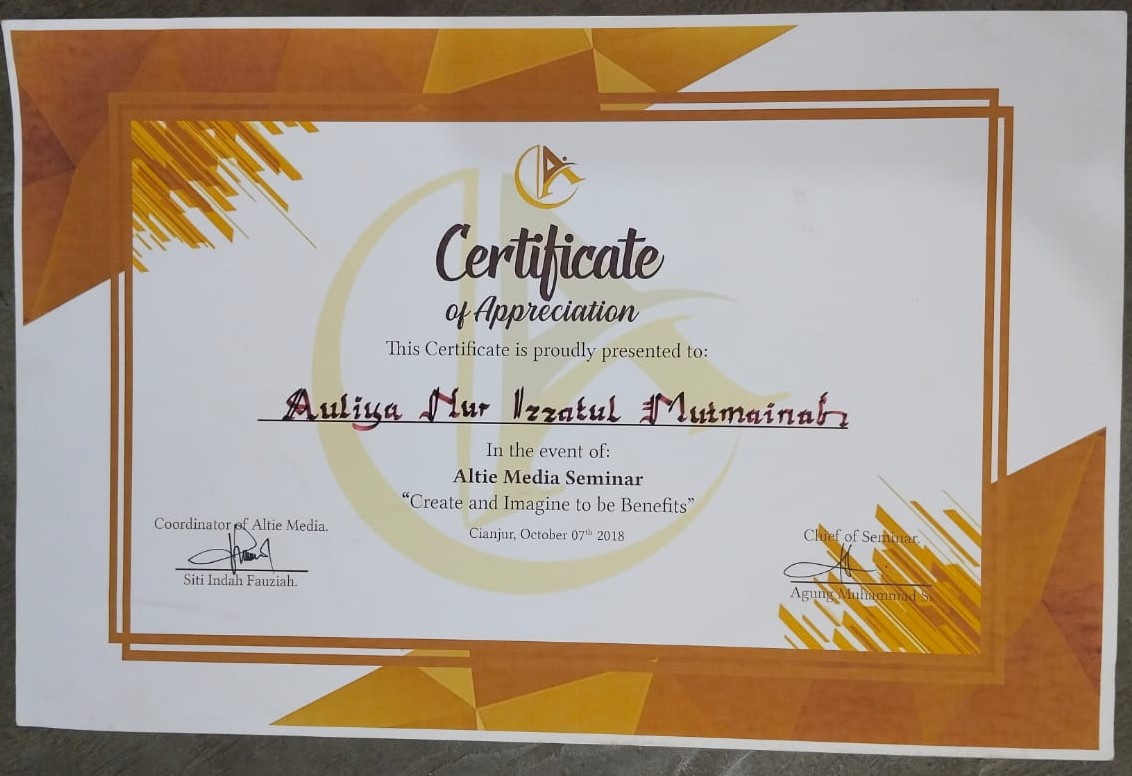 Certificate
of Appreciation
This Certificate is proudly presented to:
Auliya Nur Izzatul Mutmainah
In the event of:
Altie Media Seminar
“Create and Imagine to be Benefits”
Cianjur, October 07th 2018
Coordinator of Altie Media.
Siti Indah Fauziah.
Chief of Seminar.
Agung Muhammad S.